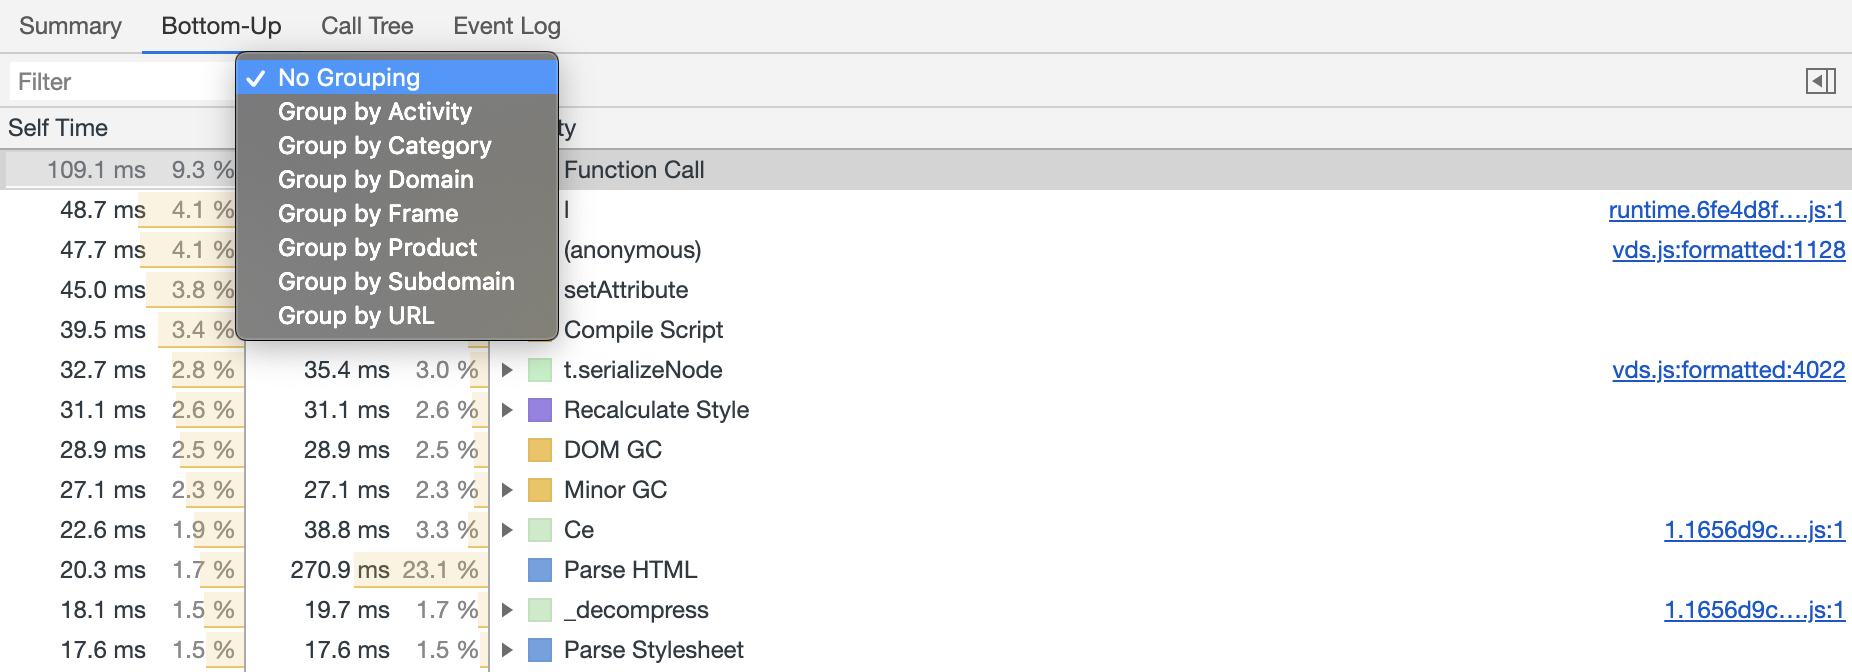 Summary Bottom-Up Call Tree Event Log
Filter
No Grouping
Group by Activity
Group by Category
Group by Domain
Group by Frame
Group by Product
Group by Subdomain
Group by URL
Self Time ty
109.1 ms 9.3 % Function Call
48.7 ms 4.1 % l runtime.6fe4d8f….js:1
47.7 ms 4.1 % (anonymous) vds.js:formatted:1128
45.0 ms 3.8 % setAttribute
39.5 ms 3.4 % Compile Script
32.7 ms 2.8 % 35.4 ms 3.0 % t.serializeNode vds.js:formatted:4022
31.1 ms 2.6 % 31.1 ms 2.6 % Recalculate Style
28.9 ms 2.5 % 28.9 ms 2.5 % DOM GC
27.1 ms 2.3 % 27.1 ms 2.3 % Minor GC
22.6 ms 1.9 % 38.8 ms 3.3 % Ce 1.1656d9c….js:1
20.3 ms 1.7 % 270.9 ms 23.1 % Parse HTML
18.1 ms 1.5 % 19.7 ms 1.7 % _decompress 1.1656d9c….js:1
17.6 ms 1.5 % 17.6 ms 1.5 % Parse Stylesheet